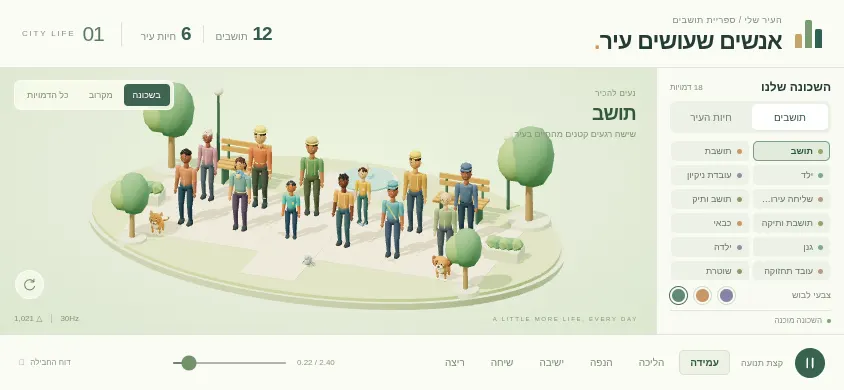 העיר שלי / ספריית תושבים
אנשים שעושים עיר.
12 תושבים
6 חיות עיר
01 CITY LIFE
השכונה שלנו
18 דמויות
תושבים
חיות העיר
תושב
תושבת
ילד
עובדת ניקיון
שליחה עירו...
תושב ותיק
תושבת ותיקה
כבאי
גנן
ילדה
עובד תחזוקה
שוטרת
צבעי לבוש
השכונה מוכנה
נעים להכיר
תושב
שישה רגעים קטנים מהחיים בעיר
בשכונה
מקרוב
כל הדמויות
1,021 △ | 30Hz
A LITTLE MORE LIFE, EVERY DAY
קצת תנועה
עמידה
הליכה
הנפה
ישיבה
שיחה
ריצה
0.22 / 2.40
דוח החבילה